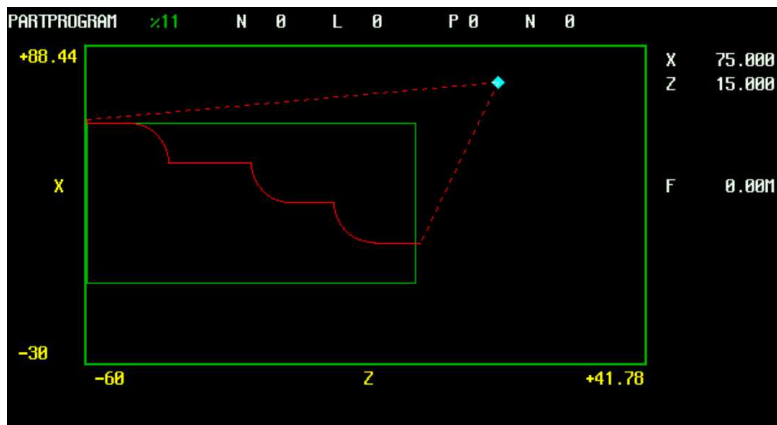 PARTPROGRAM %11 N 0 L 0 P 0 N 0
+88.44
X 75.000
Z 15.000
X
F 0.00M
-30
-60 Z +41.78